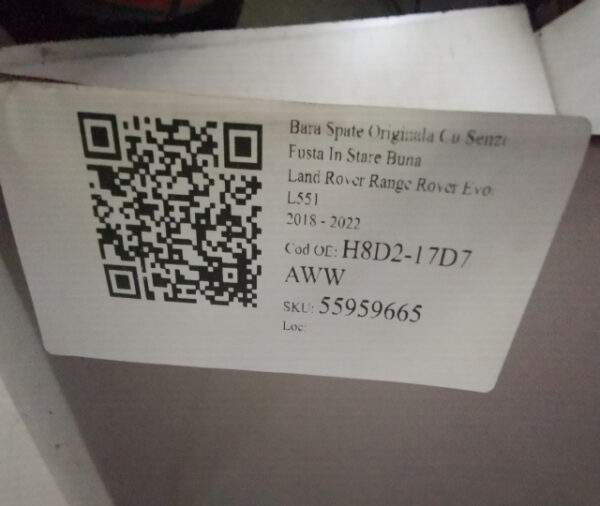 Bara Spate Originala Cu Senzo
Fusta In Stare Buna
Land Rover Range Rover Evo
L551
2018 - 2022
Cod OE: H8D2-17D7
AWW
SKU: 55959665
Loc: